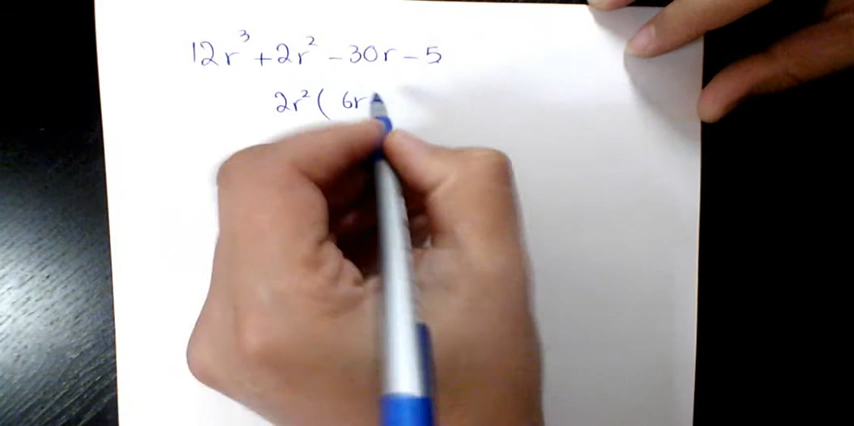 12r³ + 2r² - 30r - 5
2r² ( 6r